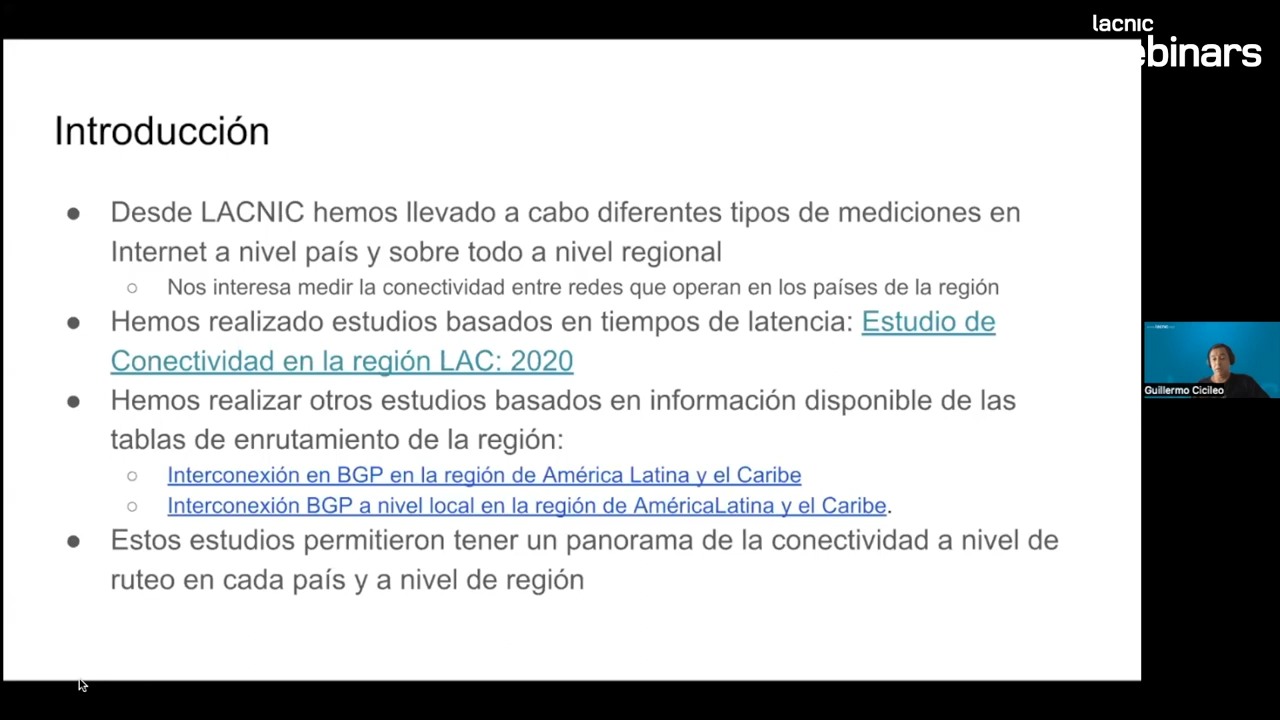 lacnic
ebinars
Introducción
● Desde LACNIC hemos llevado a cabo diferentes tipos de mediciones en
Internet a nivel país y sobre todo a nivel regional
○ Nos interesa medir la conectividad entre redes que operan en los países de la región
● Hemos realizado estudios basados en tiempos de latencia: Estudio de
Conectividad en la región LAC: 2020
● Hemos realizar otros estudios basados en información disponible de las
tablas de enrutamiento de la región:
○ Interconexión en BGP en la región de América Latina y el Caribe
○ Interconexión BGP a nivel local en la región de AméricaLatina y el Caribe.
● Estos estudios permitieron tener un panorama de la conectividad a nivel de
ruteo en cada país y a nivel de región
lacnic
Guillermo Cicileo